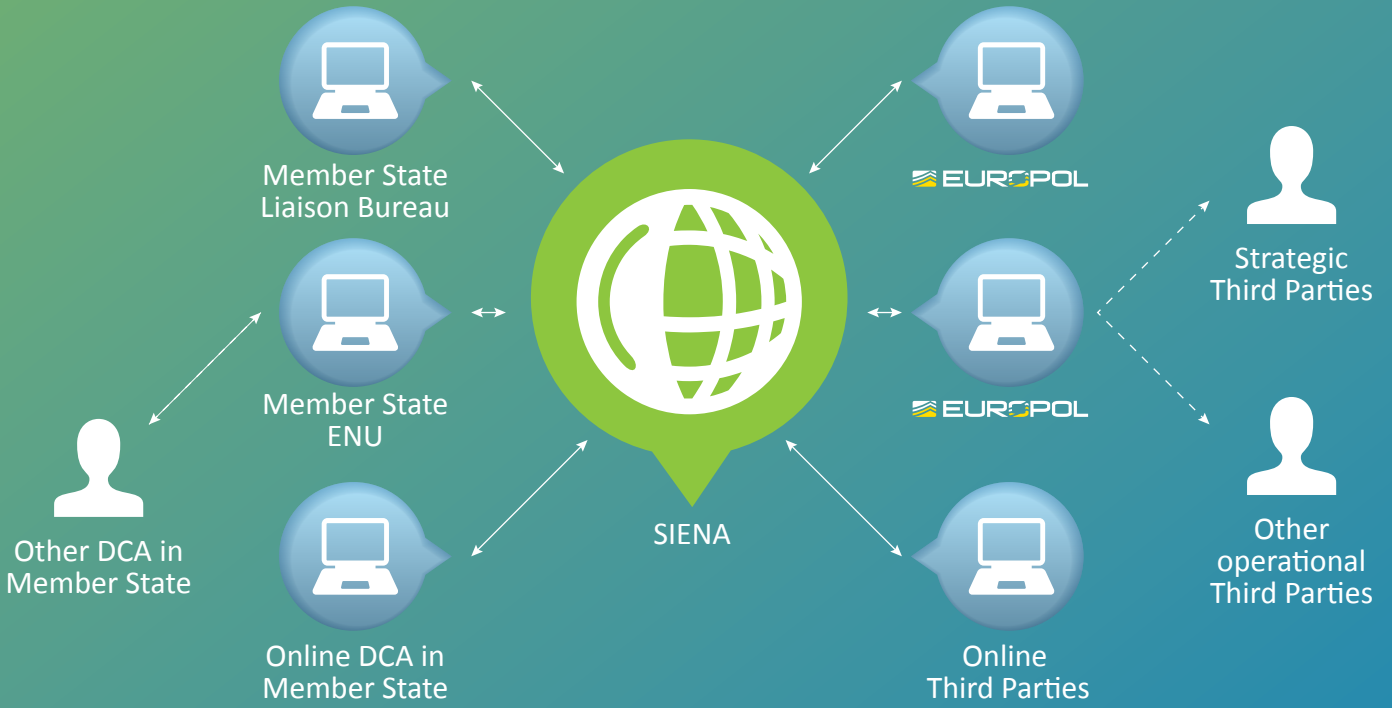 Member State
Liaison Bureau
EUROPOL
Strategic
Third Parties
Member State
ENU
EUROPOL
SIENA
Other DCA in
Member State
Other
operational
Third Parties
Online DCA in
Member State
Online
Third Parties